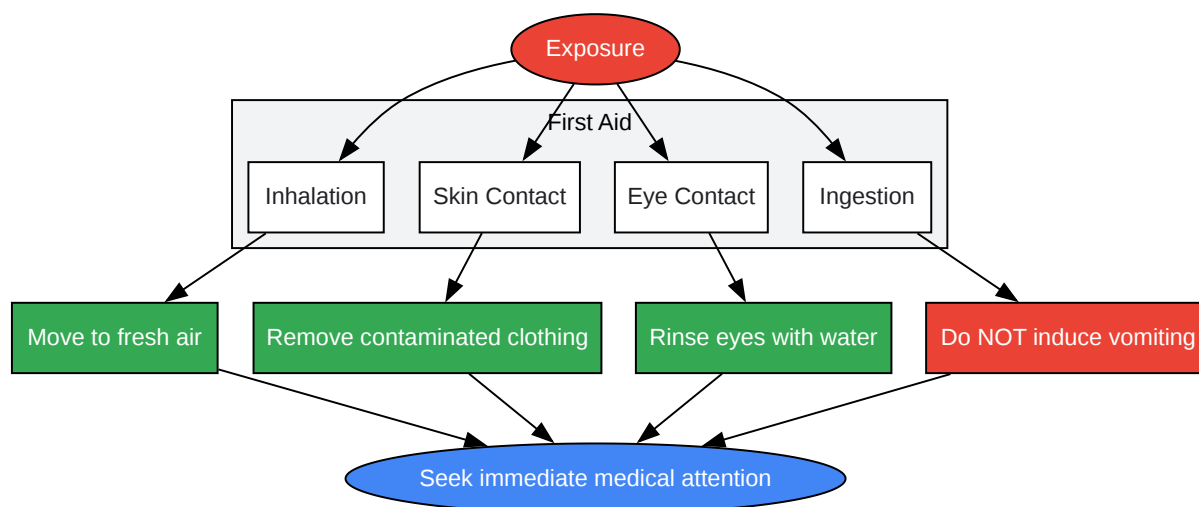 Exposure
First Aid
Inhalation
Skin Contact
Eye Contact
Ingestion
Move to fresh air
Remove contaminated clothing
Rinse eyes with water
Do NOT induce vomiting
Seek immediate medical attention